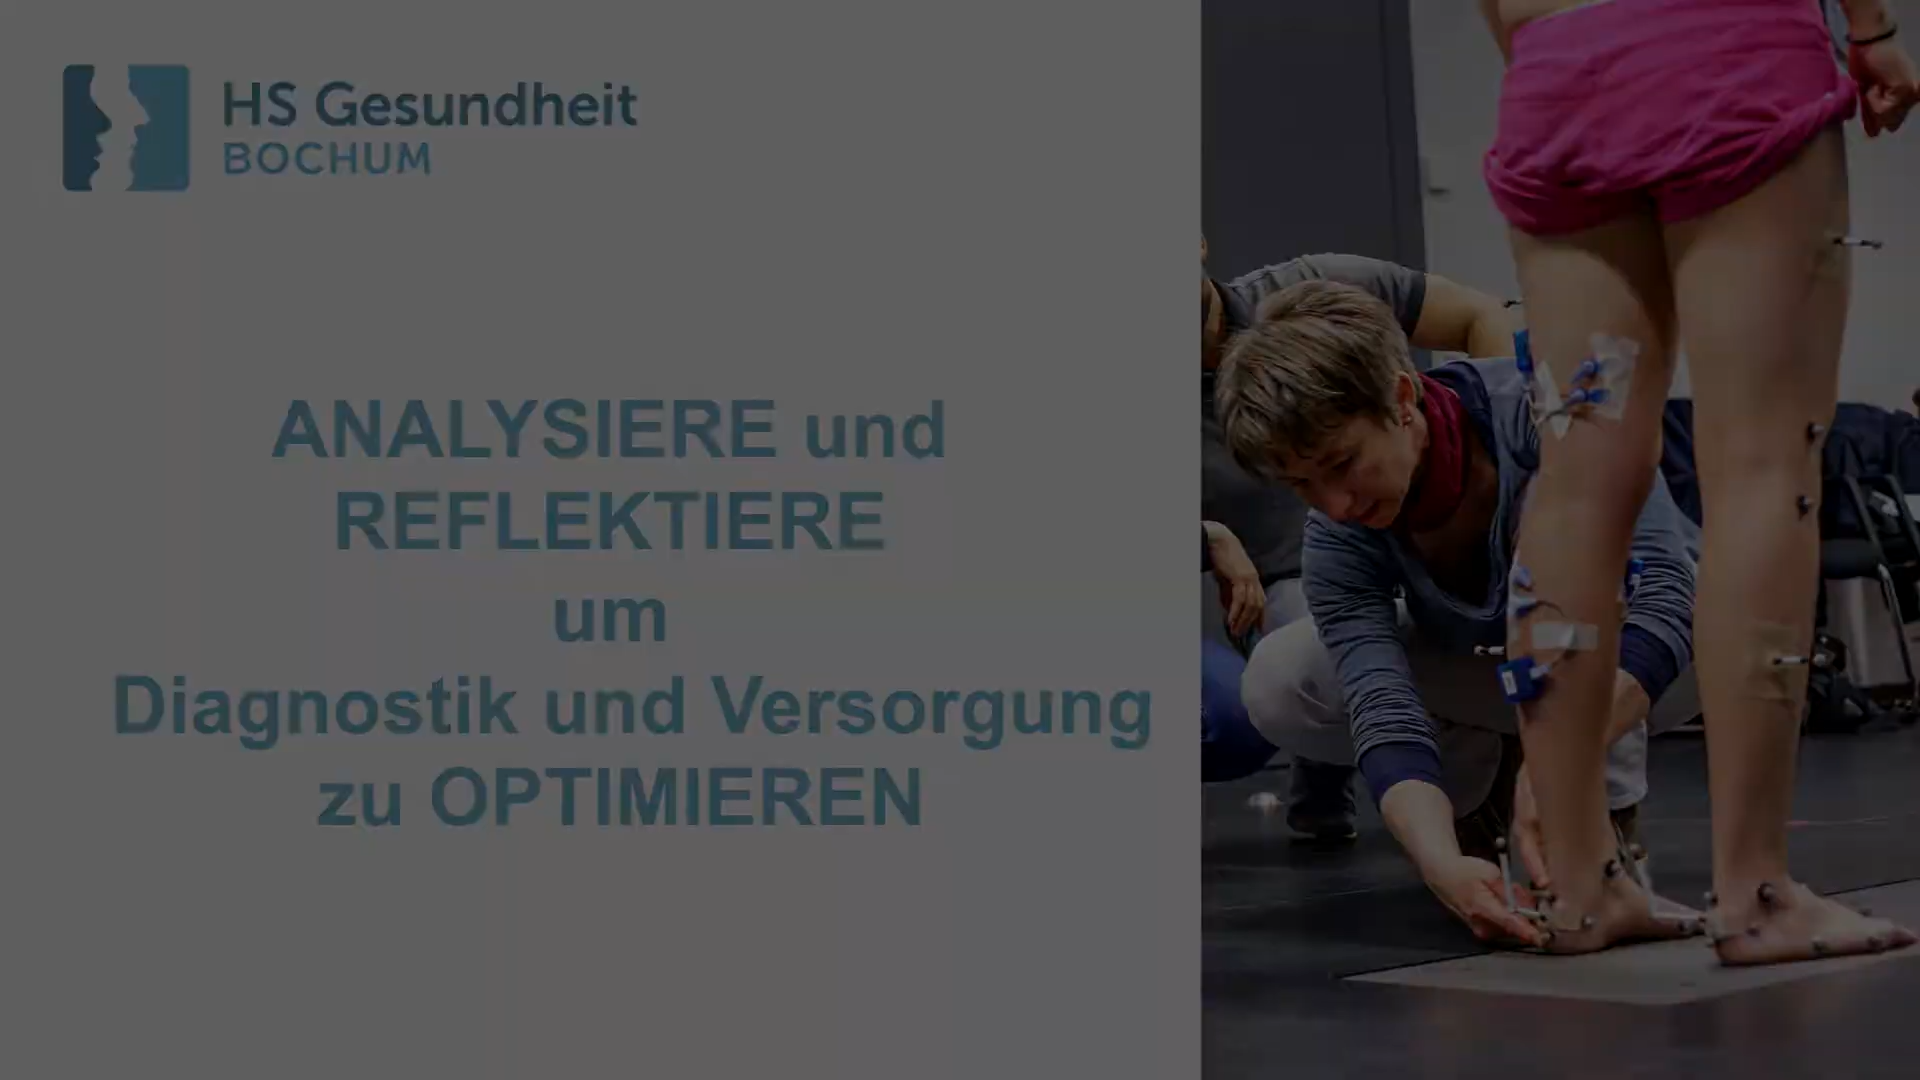 HS Gesundheit
BOCHUM
ANALYSIERE und
REFLEKTIERE
um
Diagnostik und Versorgung
zu OPTIMIEREN